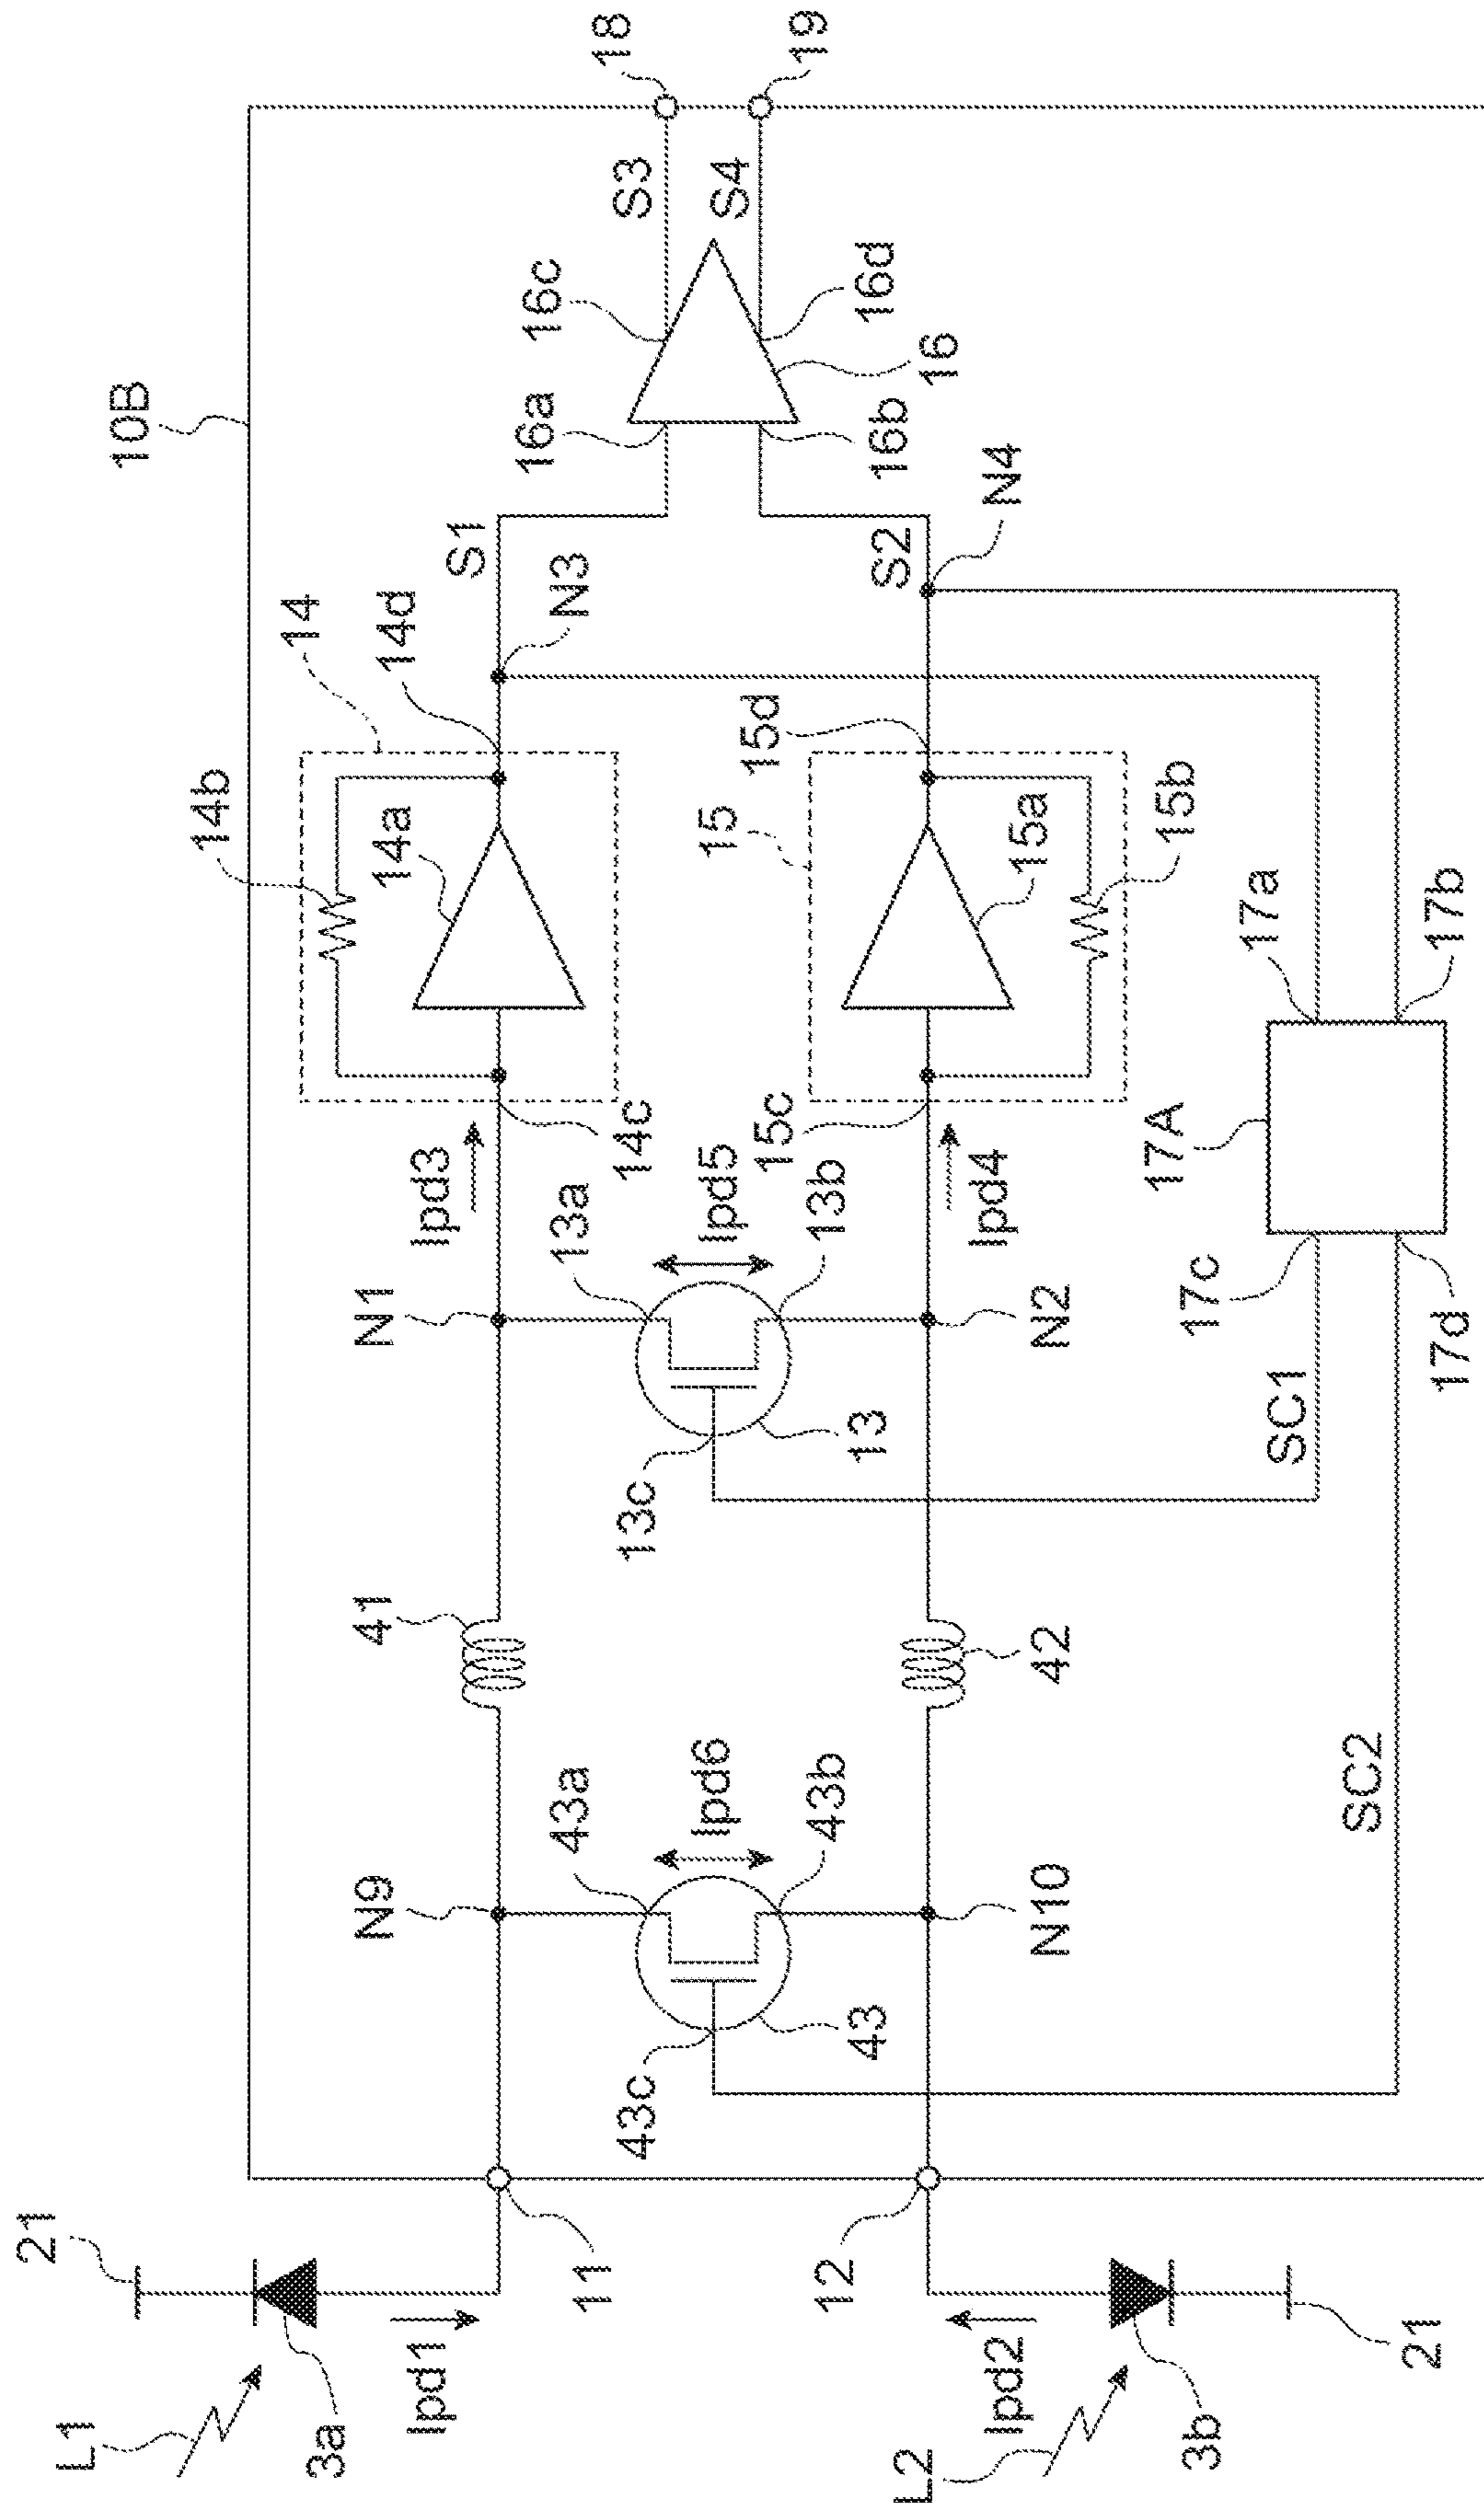 10B
L1
21
3a
Ipd1
11
N9
43a
Ipd6
43b
43c
43
N10
41
42
N1
13a
Ipd5
13b
13c
13
N2
Ipd3
14c
14
14b
14a
14d
N3
S1
Ipd4
15c
15
15a
15b
15d
S2
N4
16a
16b
16c
16d
16
S3
S4
18
19
L2
3b
Ipd2
12
21
SC1
SC2
17c
17d
17A
17a
17b